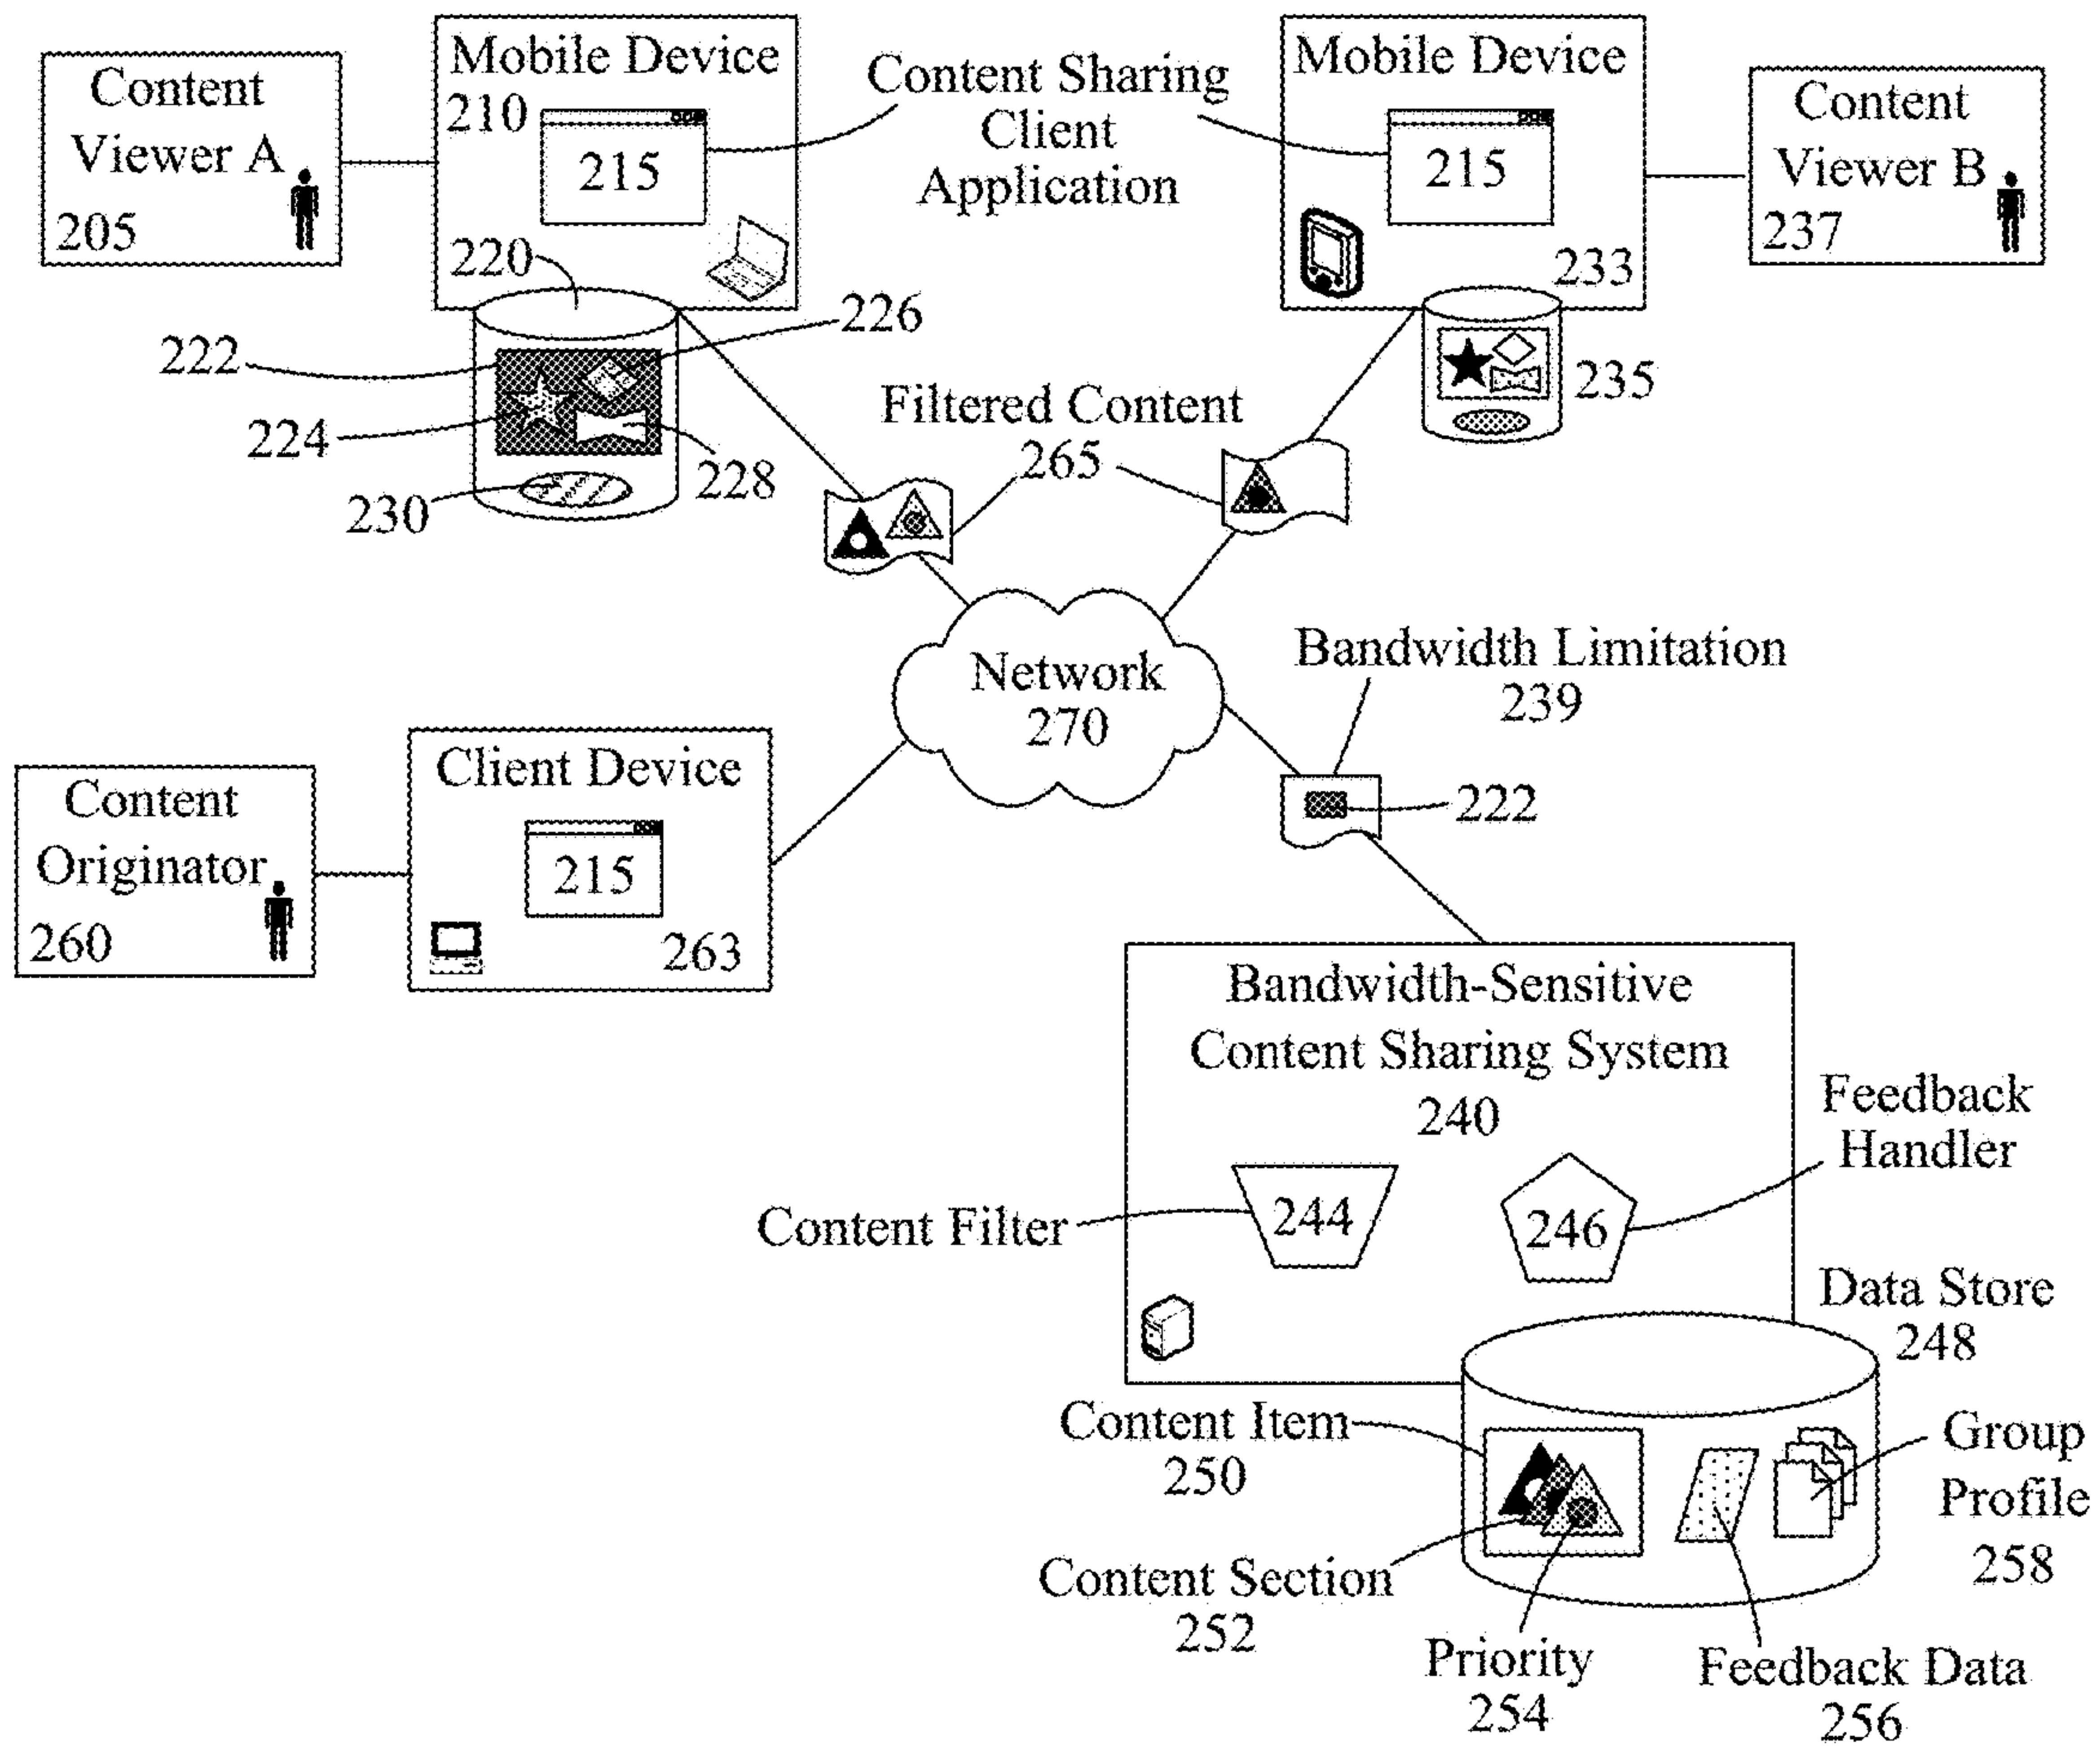 Content
Viewer A
205
Mobile Device
210
215
220
Content Sharing
Client
Application
Mobile Device
215
233
Content
Viewer B
237
222
224
226
228
230
235
Filtered Content
265
Network
270
Bandwidth Limitation
239
222
Content
Originator
260
Client Device
215
263
Bandwidth-Sensitive
Content Sharing System
240
Content Filter
244
246
Feedback
Handler
Data Store
248
Content Item
250
Content Section
252
Priority
254
Feedback Data
256
Group
Profile
258